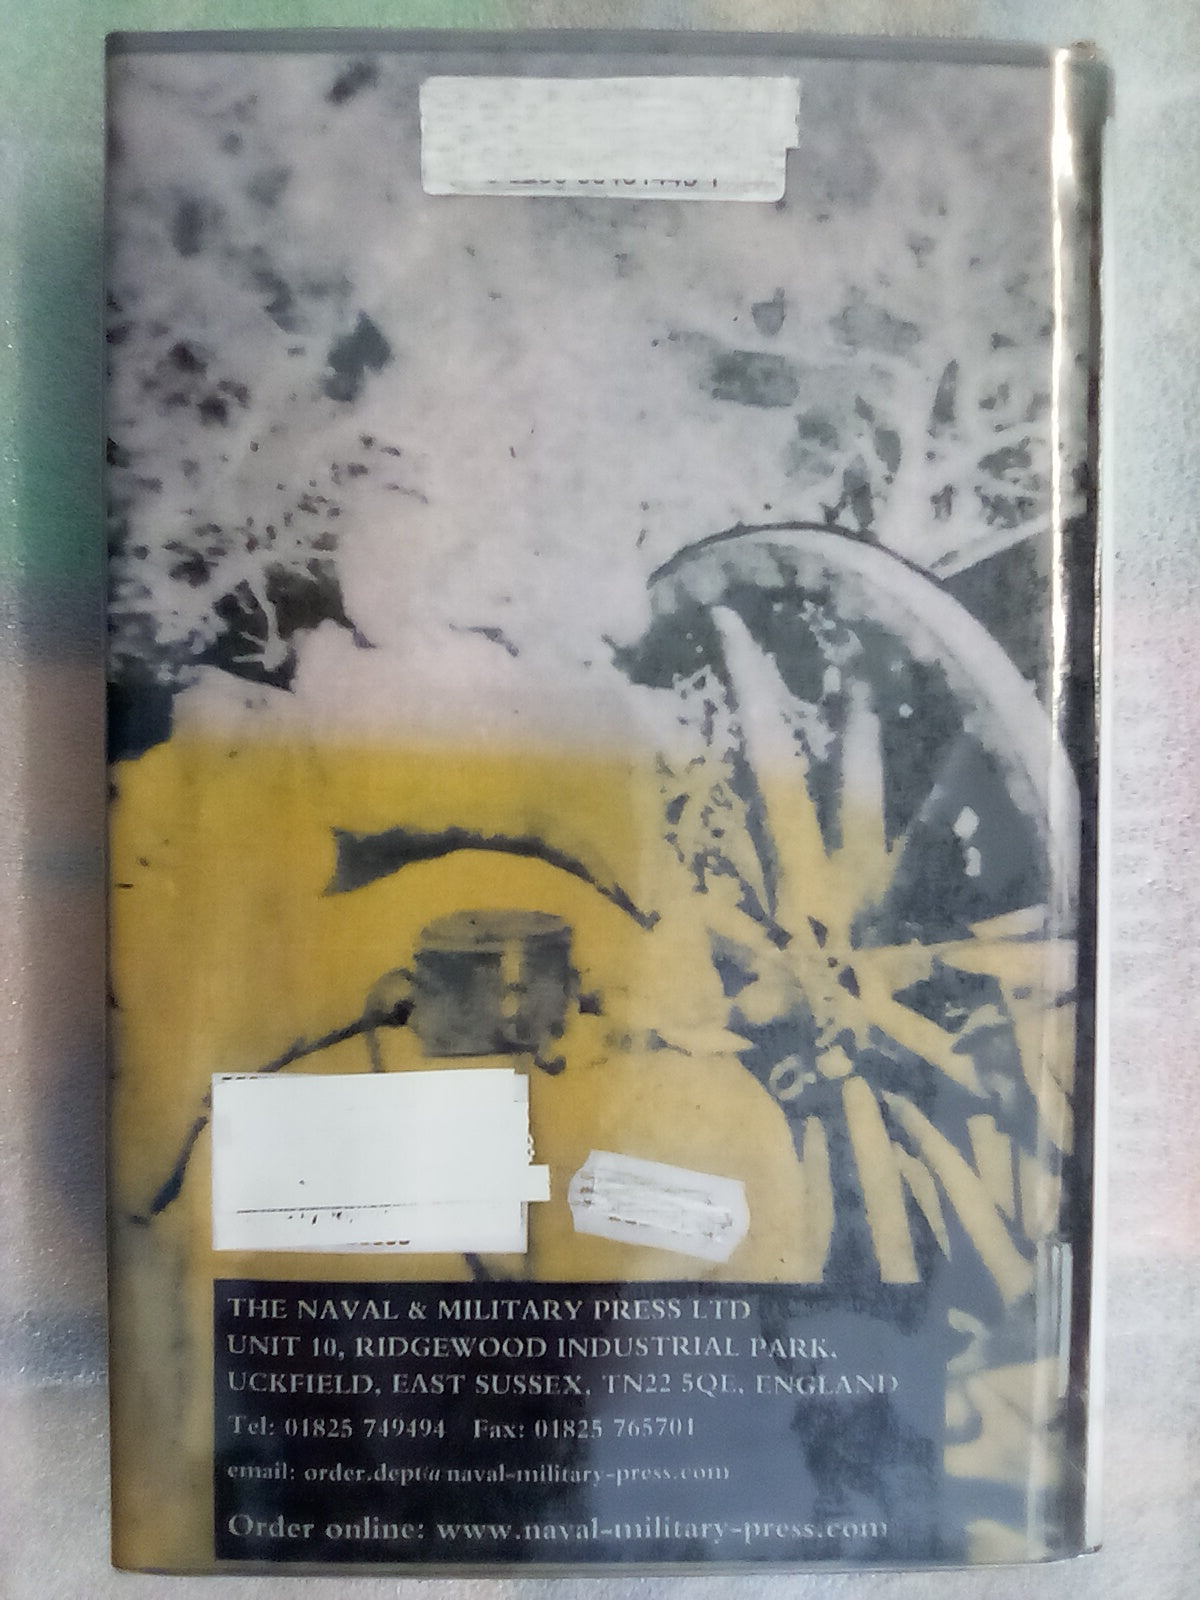 THE NAVAL & MILITARY PRESS LTD
UNIT 10, RIDGEWOOD INDUSTRIAL PARK,
UCKFIELD, EAST SUSSEX, TN22 5QE, ENGLAND
Tel: 01825 749494 Fax: 01825 765701
email: order.dept@naval-military-press.com
Order online: www.naval-military-press.com